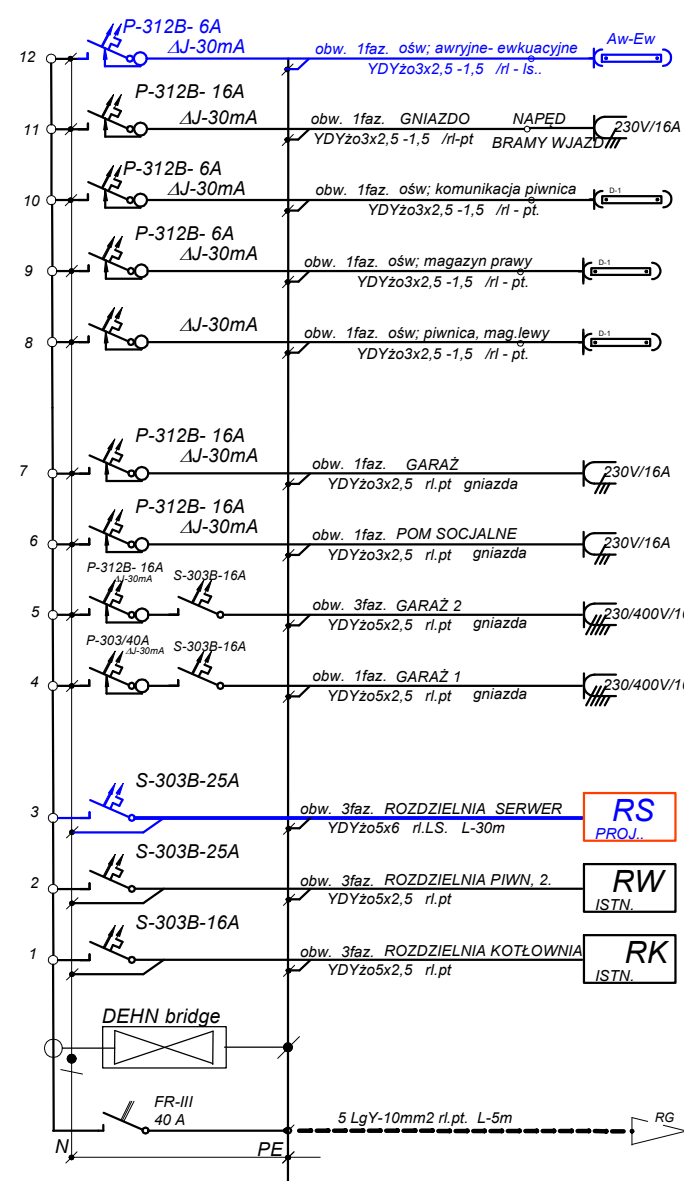 P-312B- 6A
ΔJ-30mA
12
obw. 1faz. ośw; awryjne- ewkuacyjne
YDYżo3x2,5 -1,5 /rl - ls..
Aw-Ew
P-312B- 16A
ΔJ-30mA
11
obw. 1faz. GNIAZDO NAPĘD
YDYżo3x2,5 -1,5 /rl-pt BRAMY WJAZD
230V/16A
P-312B- 6A
ΔJ-30mA
10
obw. 1faz. ośw; komunikacja piwnica
YDYżo3x2,5 -1,5 /rl - pt.
D-1
P-312B- 6A
ΔJ-30mA
9
obw. 1faz. ośw; magazyn prawy
YDYżo3x2,5 -1,5 /rl - pt.
D-1
ΔJ-30mA
8
obw. 1faz. ośw; piwnica, mag.lewy
YDYżo3x2,5 -1,5 /rl - pt.
D-1
P-312B- 16A
ΔJ-30mA
7
obw. 1faz. GARAŻ
YDYżo3x2,5 rl.pt gniazda
230V/16A
P-312B- 16A
ΔJ-30mA
6
obw. 1faz. POM SOCJALNE
YDYżo3x2,5 rl.pt gniazda
230V/16A
P-312B- 16A
ΔJ-30mA
S-303B-16A
5
obw. 3faz. GARAŻ 2
YDYżo5x2,5 rl.pt gniazda
230/400V/16
P-303/40A
ΔJ-30mA
S-303B-16A
4
obw. 1faz. GARAŻ 1
YDYżo5x2,5 rl.pt gniazda
230/400V/16
S-303B-25A
3
obw. 3faz. ROZDZIELNIA SERWER
YDYżo5x6 rl.LS. L-30m
RS
PROJ..
S-303B-25A
2
obw. 3faz. ROZDZIELNIA PIWN, 2.
YDYżo5x2,5 rl.pt
RW
ISTN.
S-303B-16A
1
obw. 3faz. ROZDZIELNIA KOTŁOWNIA
YDYżo5x2,5 rl.pt
RK
ISTN.
DEHN bridge
FR-III
40 A
5 LgY-10mm2 rl.pt. L-5m
RG
N
PE